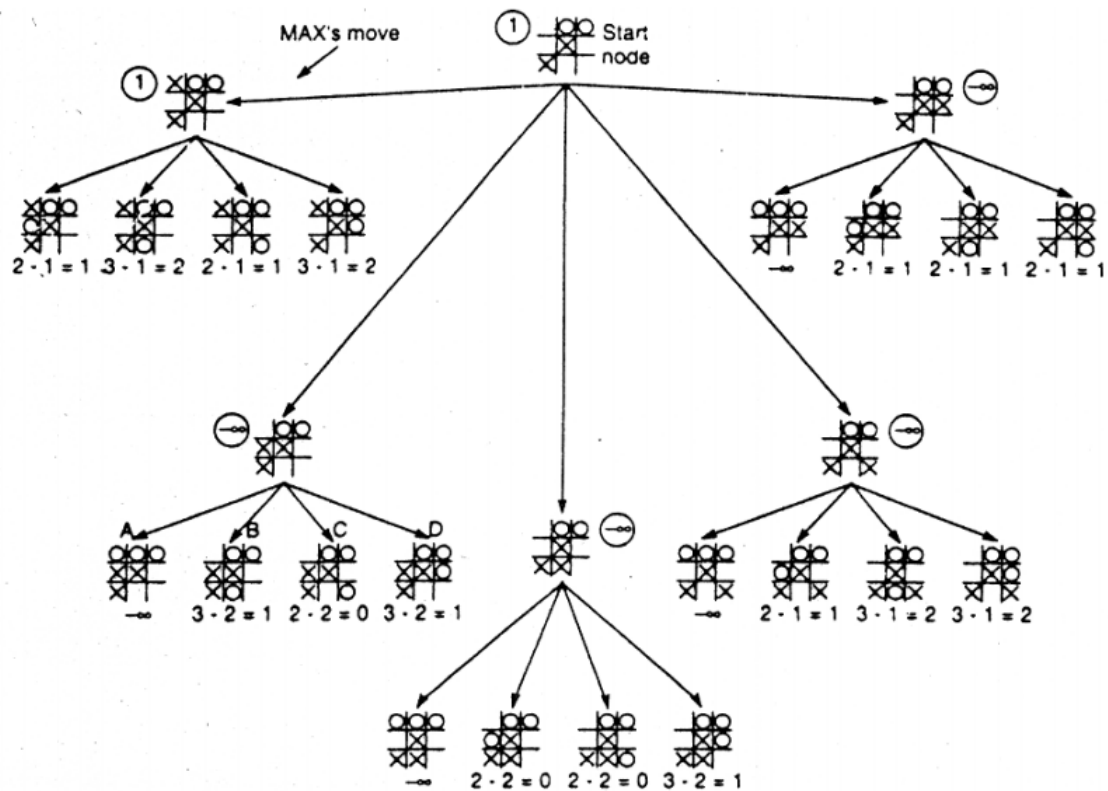 MAX's move
1
Start
node
1
−∞
2 - 1 = 1
3 - 1 = 2
2 - 1 = 1
3 - 1 = 2
−∞
2 - 1 = 1
2 - 1 = 1
2 - 1 = 1
−∞
−∞
A
B
C
D
−∞
3 - 2 = 1
2 - 2 = 0
3 - 2 = 1
−∞
−∞
2 - 1 = 1
3 - 1 = 2
3 - 1 = 2
−∞
2 - 2 = 0
2 - 2 = 0
3 - 2 = 1